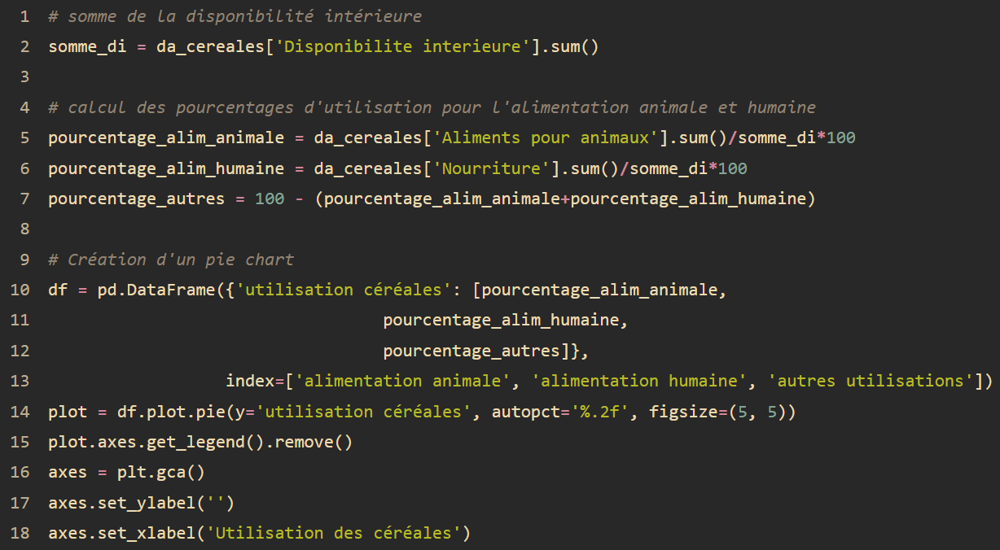 1 # somme de la disponibilité intérieure
2 somme_di = da_cereales['Disponibilite interieure'].sum()
3
4 # calcul des pourcentages d'utilisation pour l'alimentation animale et humaine
5 pourcentage_alim_animale = da_cereales['Aliments pour animaux'].sum()/somme_di*100
6 pourcentage_alim_humaine = da_cereales['Nourriture'].sum()/somme_di*100
7 pourcentage_autres = 100 - (pourcentage_alim_animale+pourcentage_alim_humaine)
8
9 # Création d'un pie chart
10 df = pd.DataFrame({'utilisation céréales': [pourcentage_alim_animale,
11                                   pourcentage_alim_humaine,
12                                   pourcentage_autres]},
13                   index=['alimentation animale', 'alimentation humaine', 'autres utilisations'])
14 plot = df.plot.pie(y='utilisation céréales', autopct='%.2f', figsize=(5, 5))
15 plot.axes.get_legend().remove()
16 axes = plt.gca()
17 axes.set_ylabel('')
18 axes.set_xlabel('Utilisation des céréales')